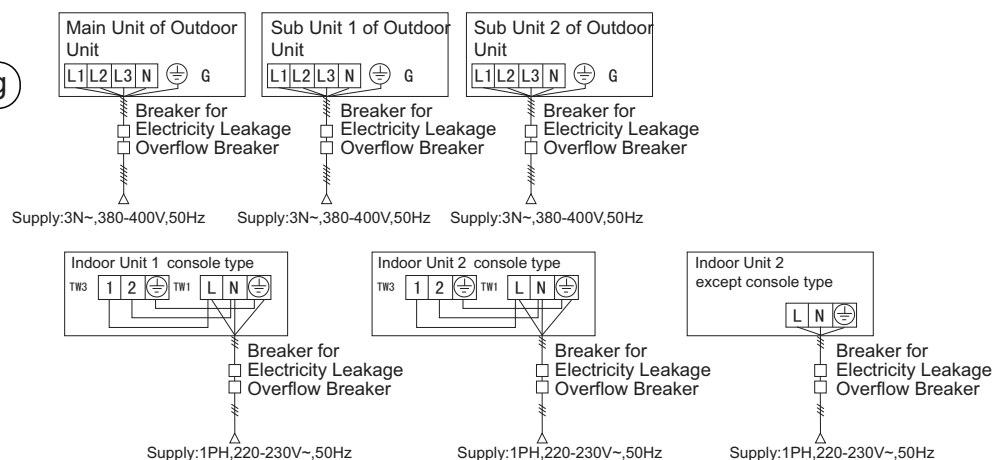 Main Unit of Outdoor
Unit
L1 L2 L3 N G
Breaker for
Electricity Leakage
Overflow Breaker
Supply:3N~,380-400V,50Hz
Sub Unit 1 of Outdoor
Unit
L1 L2 L3 N G
Breaker for
Electricity Leakage
Overflow Breaker
Supply:3N~,380-400V,50Hz
Sub Unit 2 of Outdoor
Unit
L1 L2 L3 N G
Breaker for
Electricity Leakage
Overflow Breaker
Supply:3N~,380-400V,50Hz
g
Indoor Unit 1 console type
TW3 1 2 TW1 L N
Breaker for
Electricity Leakage
Overflow Breaker
Supply:1PH,220-230V~,50Hz
Indoor Unit 2 console type
TW3 1 2 TW1 L N
Breaker for
Electricity Leakage
Overflow Breaker
Supply:1PH,220-230V~,50Hz
Indoor Unit 2
except console type
L N
Breaker for
Electricity Leakage
Overflow Breaker
Supply:1PH,220-230V~,50Hz